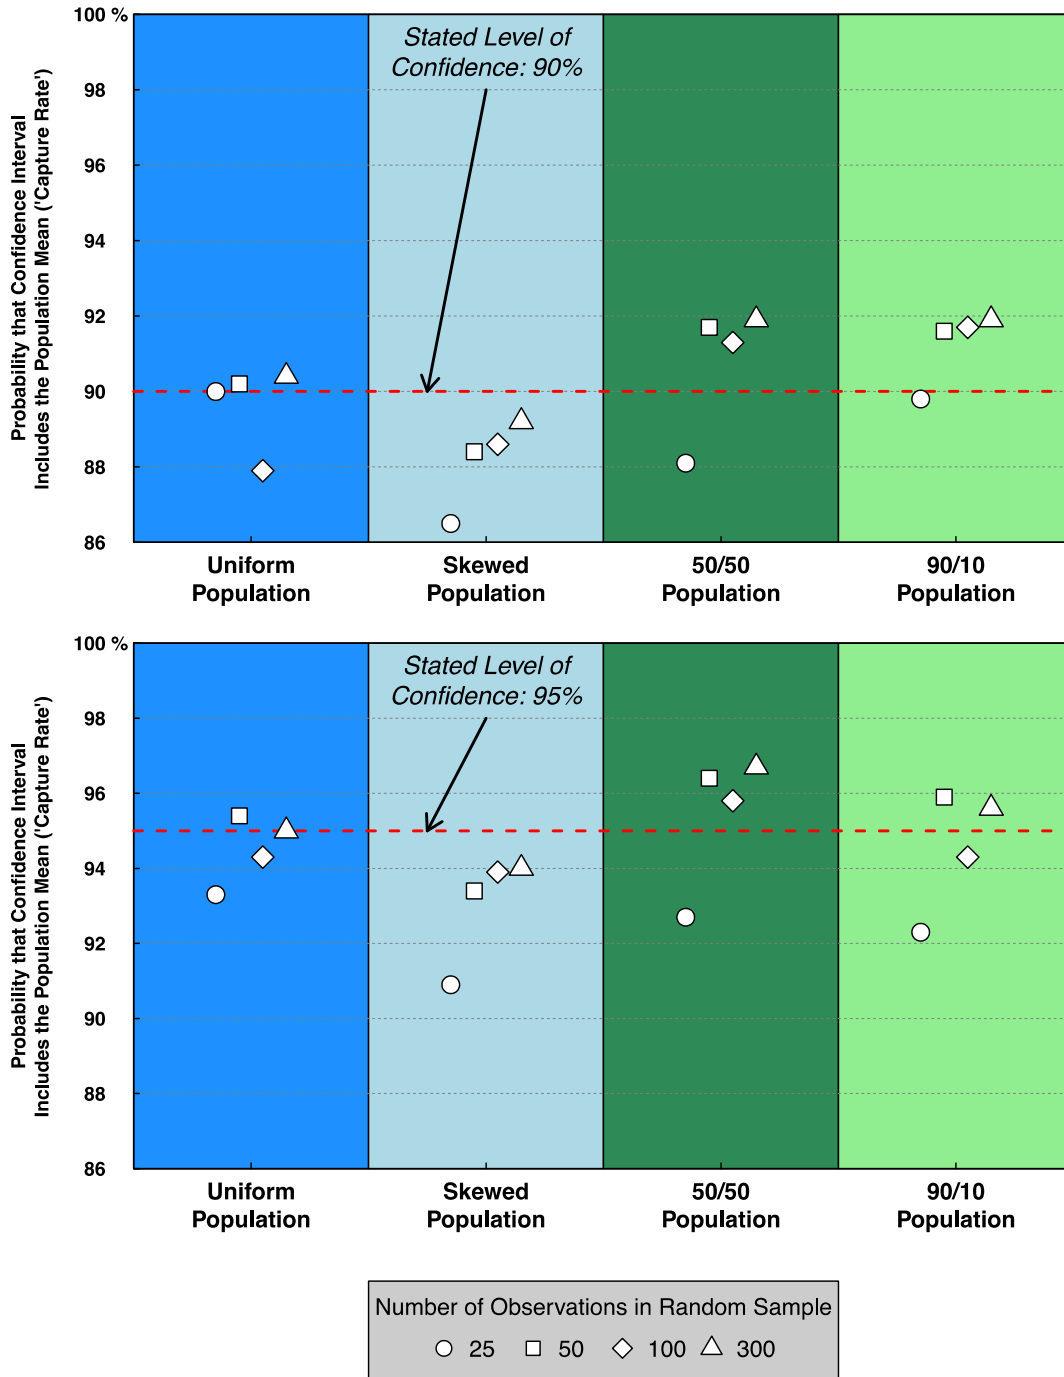 Probability that Confidence Interval
Includes the Population Mean ('Capture Rate')
100 %
98
96
94
92
90
88
86
Stated Level of
Confidence: 90%
Uniform
Population
Skewed
Population
50/50
Population
90/10
Population
Probability that Confidence Interval
Includes the Population Mean ('Capture Rate')
100 %
98
96
94
92
90
88
86
Stated Level of
Confidence: 95%
Uniform
Population
Skewed
Population
50/50
Population
90/10
Population
Number of Observations in Random Sample
25 50 100 300